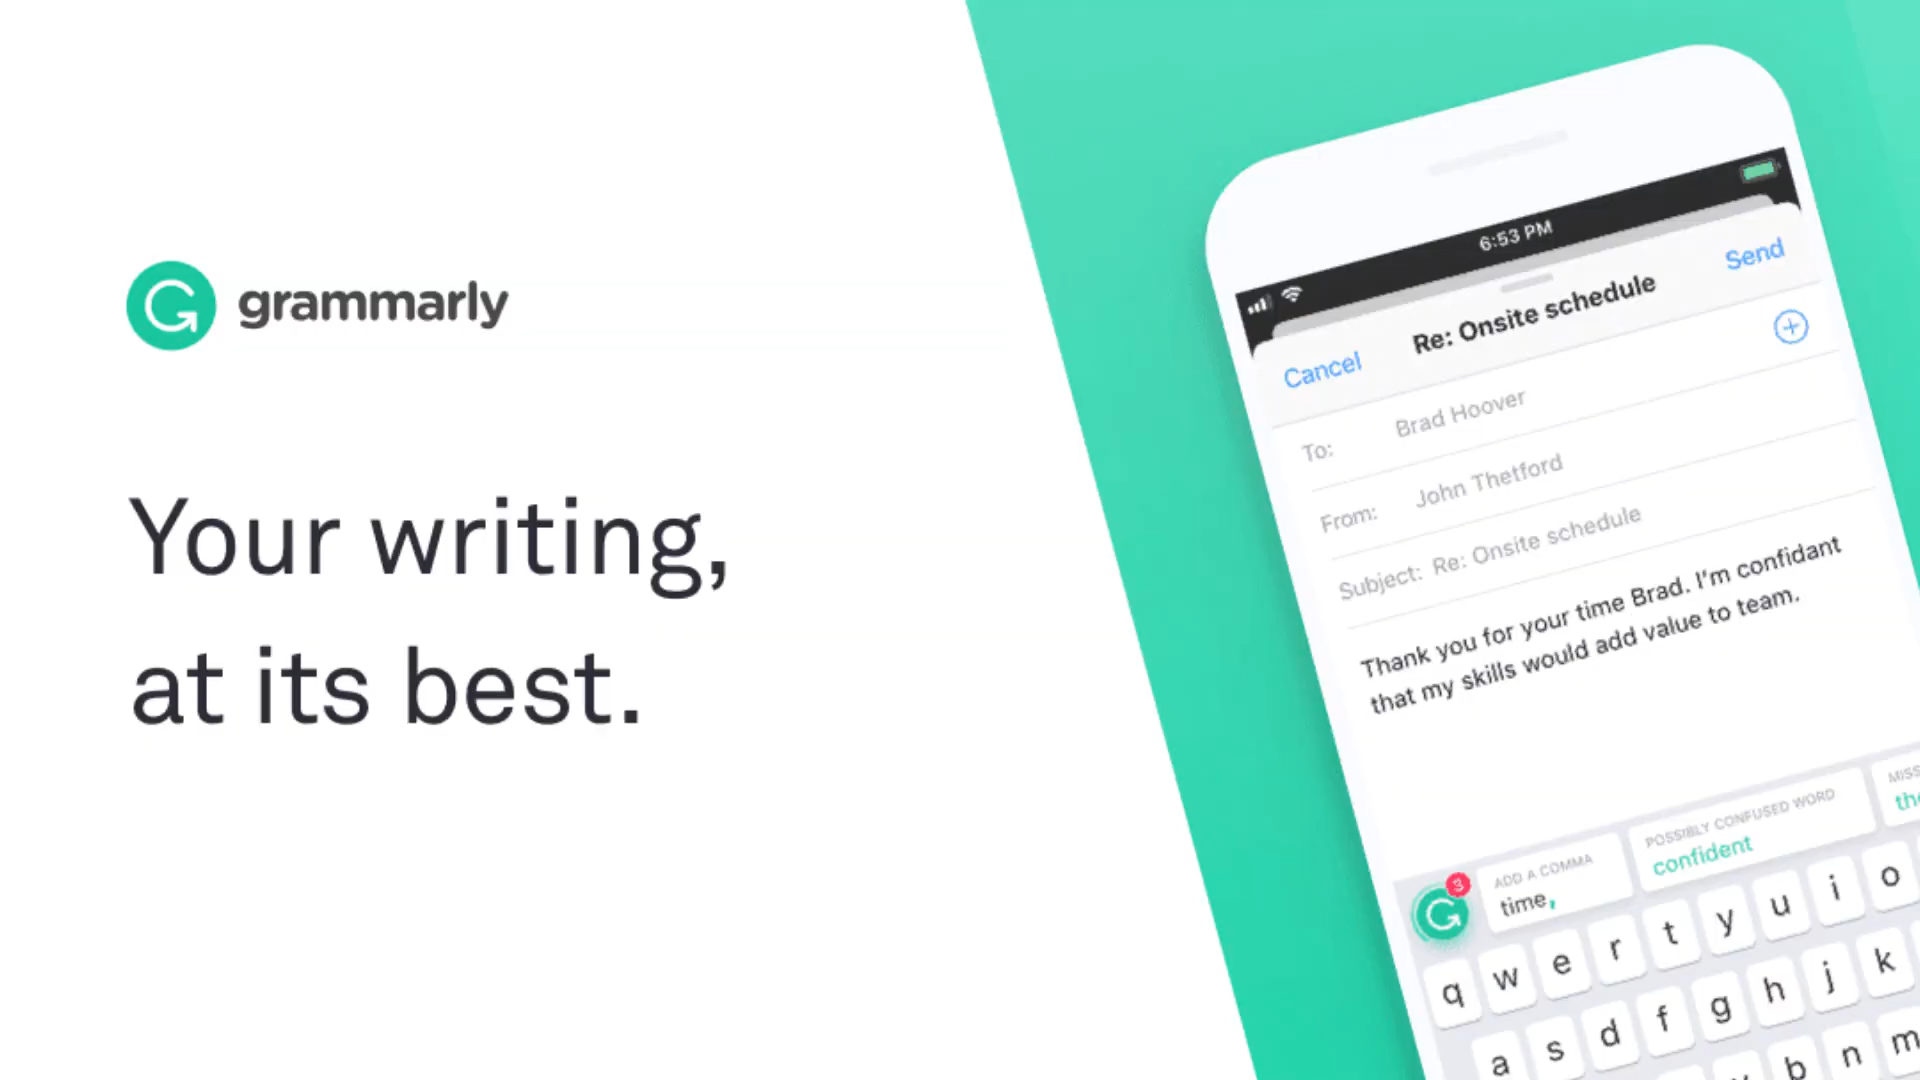 grammarly
Your writing,
at its best.
6:53 PM
Cancel
Re: Onsite schedule
Send
To: Brad Hoover
From: John Thetford
Subject: Re: Onsite schedule
Thank you for your time Brad. I'm confidant
that my skills would add value to team.
3
ADD A COMMA
time,
POSSIBLY CONFUSED WORD
confident
q w e r t y u i o
a s d f g h j k
b n m